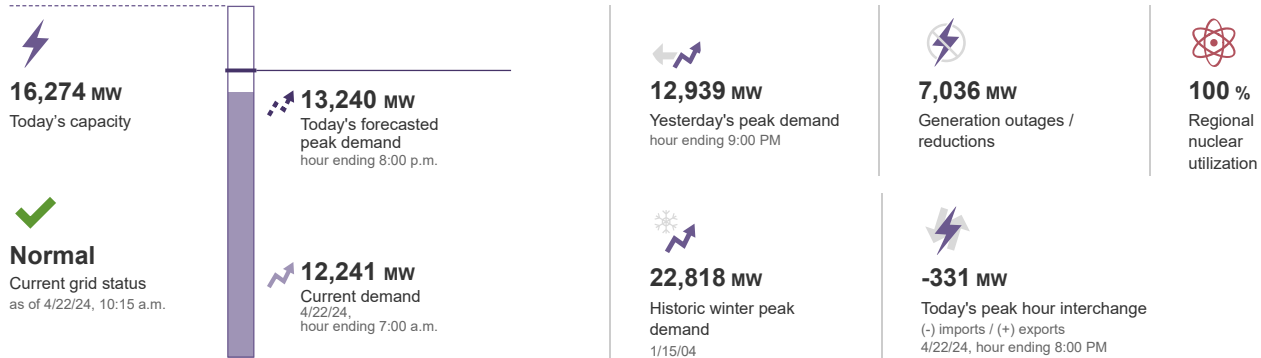 16,274 MW
Today's capacity
Normal
Current grid status
as of 4/22/24, 10:15 a.m.
13,240 MW
Today's forecasted
peak demand
hour ending 8:00 p.m.
12,241 MW
Current demand
4/22/24,
hour ending 7:00 a.m.
12,939 MW
Yesterday's peak demand
hour ending 9:00 PM
7,036 MW
Generation outages /
reductions
100 %
Regional
nuclear
utilization
22,818 MW
Historic winter peak
demand
1/15/04
-331 MW
Today's peak hour interchange
(-) imports / (+) exports
4/22/24, hour ending 8:00 PM